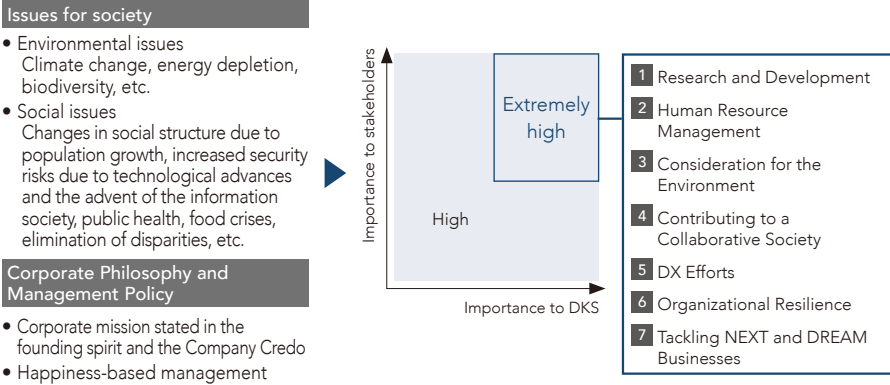 Issues for society
• Environmental issues
Climate change, energy depletion,
biodiversity, etc.
• Social issues
Changes in social structure due to
population growth, increased security
risks due to technological advances
and the advent of the information
society, public health, food crises,
elimination of disparities, etc.
Corporate Philosophy and
Management Policy
• Corporate mission stated in the
founding spirit and the Company Credo
• Happiness-based management
Importance to stakeholders
Extremely
high
High
Importance to DKS
1 Research and Development
2 Human Resource
Management
3 Consideration for the
Environment
4 Contributing to a
Collaborative Society
5 DX Efforts
6 Organizational Resilience
7 Tackling NEXT and DREAM
Businesses